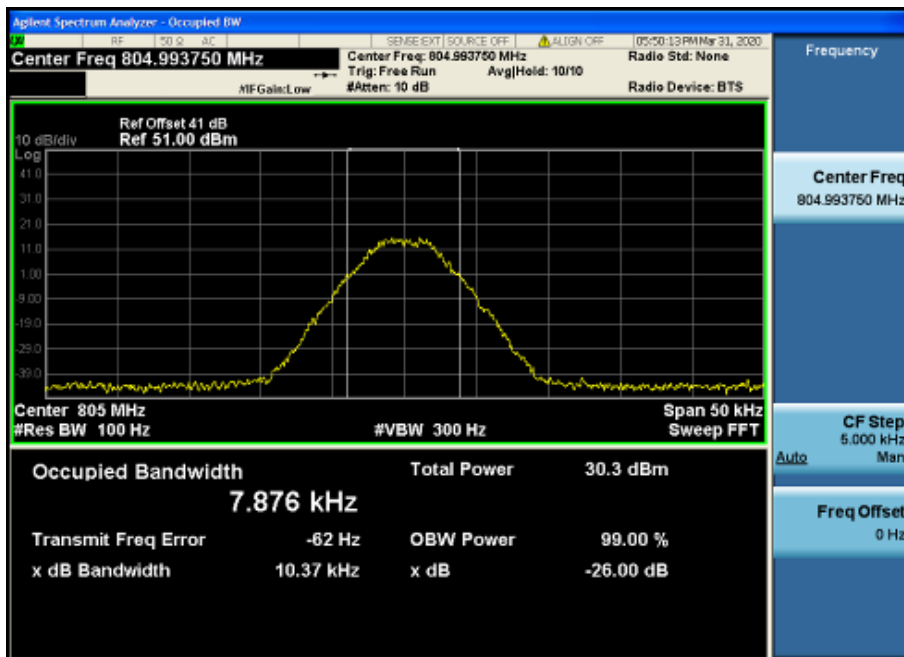 Agilent Spectrum Analyzer - Occupied BW
RF 50 Ω AC SENSE:EXT SOURCE OFF ALIGN OFF 05:50:13 PM Mar 31, 2020
Center Freq 804.993750 MHz
Center Freq: 804.993750 MHz
Radio Std: None
Trig: Free Run Avg|Hold: 10/10
#IFGain:Low
#Atten: 10 dB
Radio Device: BTS
Frequency
Ref Offset 41 dB
10 dB/div Ref 51.00 dBm
Log
41.0
31.0
21.0
11.0
1.00
-9.00
-19.0
-29.0
-39.0
Center 805 MHz Span 50 kHz
#Res BW 100 Hz #VBW 300 Hz Sweep FFT
Occupied Bandwidth Total Power 30.3 dBm
7.876 kHz
Transmit Freq Error -62 Hz OBW Power 99.00 %
x dB Bandwidth 10.37 kHz x dB -26.00 dB
Center Freq
804.993750 MHz
CF Step
5.000 kHz
Auto Man
Freq Offset
0 Hz